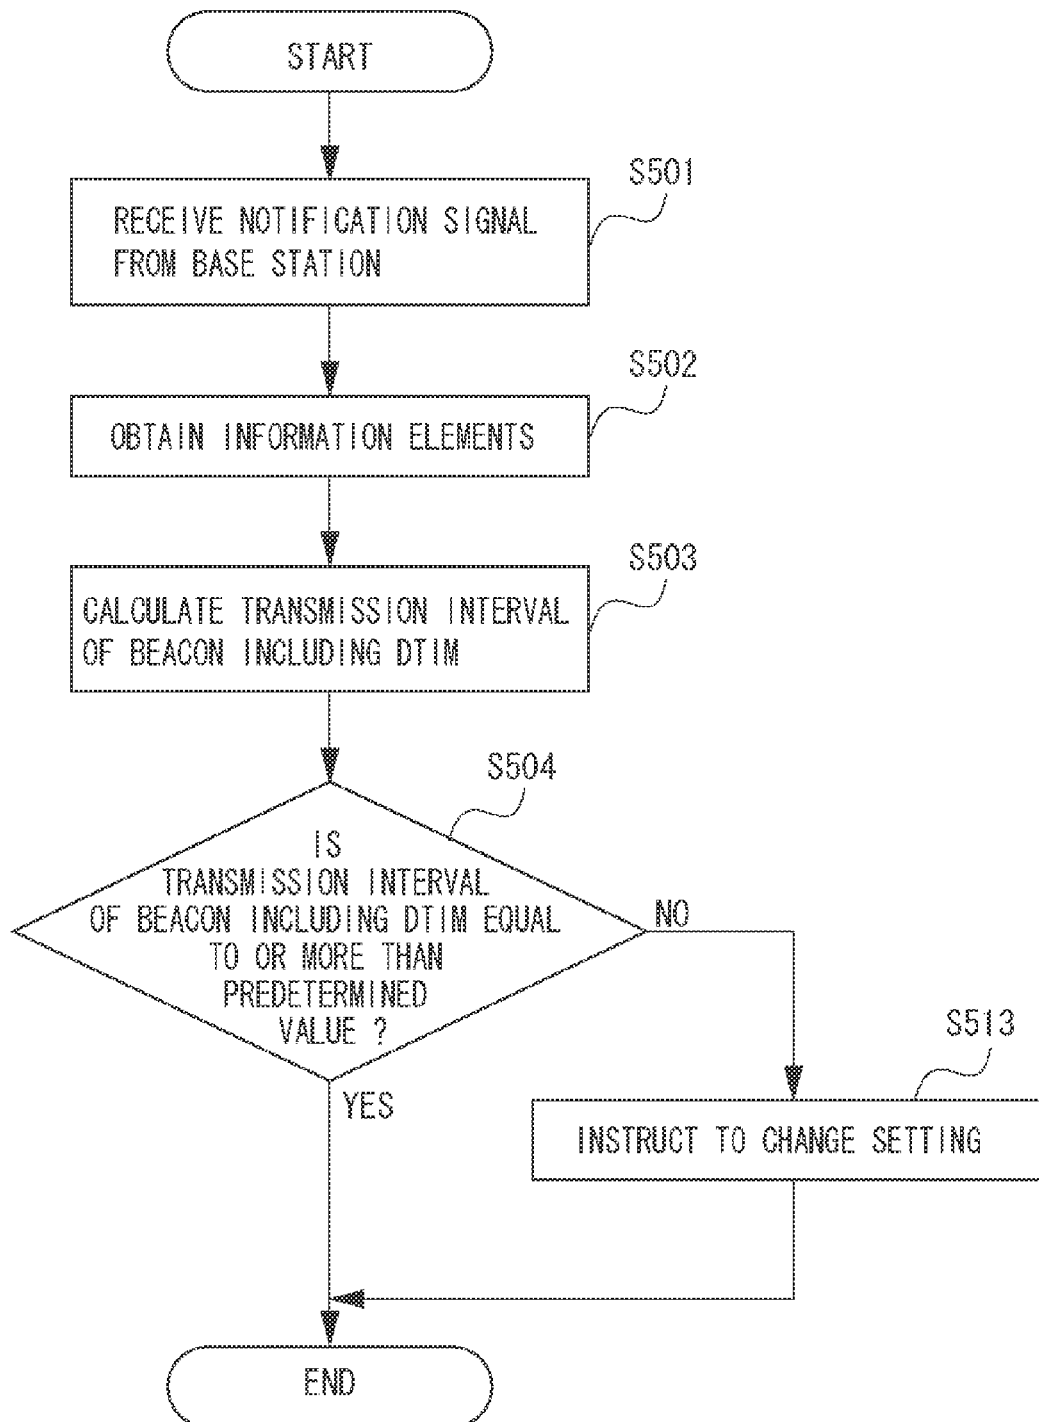 START
S501
RECEIVE NOTIFICATION SIGNAL
FROM BASE STATION
S502
OBTAIN INFORMATION ELEMENTS
S503
CALCULATE TRANSMISSION INTERVAL
OF BEACON INCLUDING DTIM
S504
IS
TRANSMISSION INTERVAL
OF BEACON INCLUDING DTIM EQUAL
TO OR MORE THAN
PREDETERMINED
VALUE ?
NO
YES
S513
INSTRUCT TO CHANGE SETTING
END